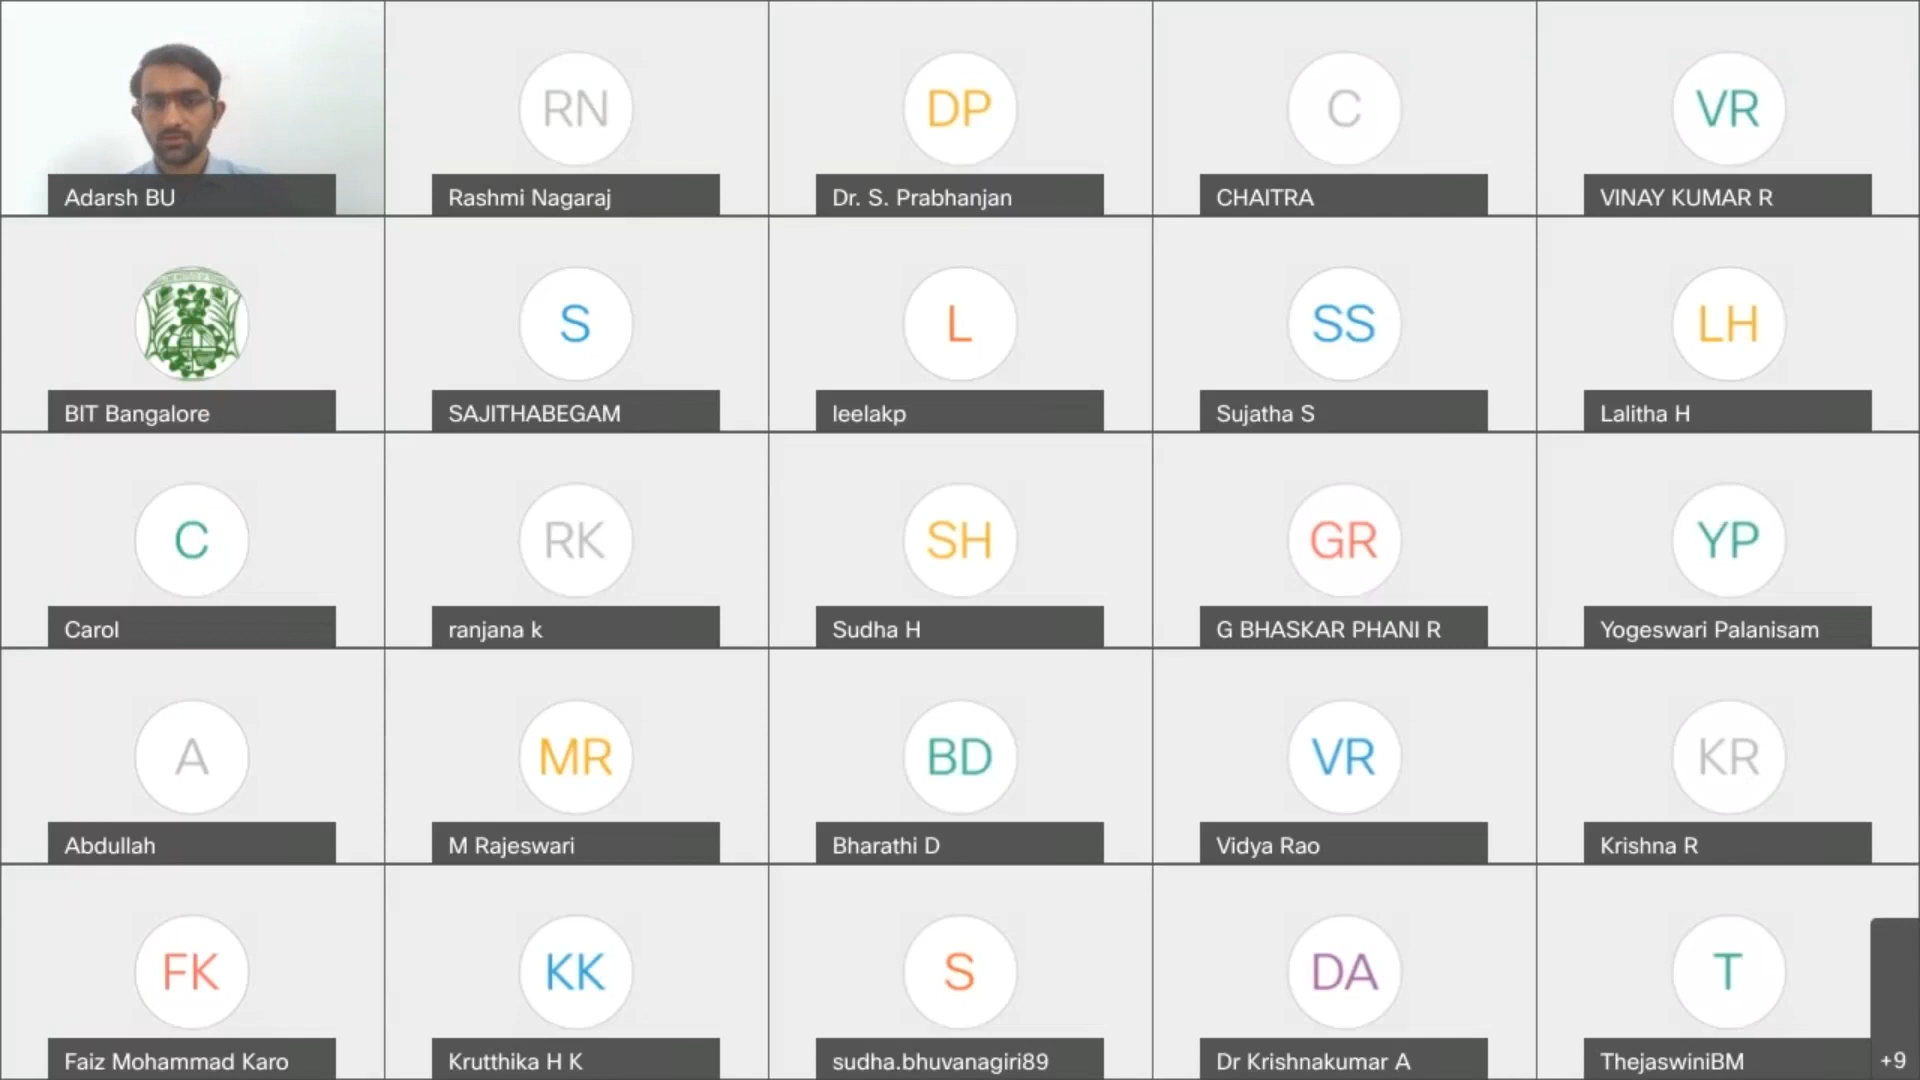 RN
DP
C
VR
Adarsh BU
Rashmi Nagaraj
Dr. S. Prabhanjan
CHAITRA
VINAY KUMAR R
S
L
SS
LH
BIT Bangalore
SAJITHABEGAM
leelakp
Sujatha S
Lalitha H
C
RK
SH
GR
YP
Carol
ranjana k
Sudha H
G BHASKAR PHANI R
Yogeswari Palanisam
A
MR
BD
VR
KR
Abdullah
M Rajeswari
Bharathi D
Vidya Rao
Krishna R
FK
KK
S
DA
T
Faiz Mohammad Karo
Krutthika H K
sudha.bhuvanagiri89
Dr Krishnakumar A
ThejaswiniBM
+9